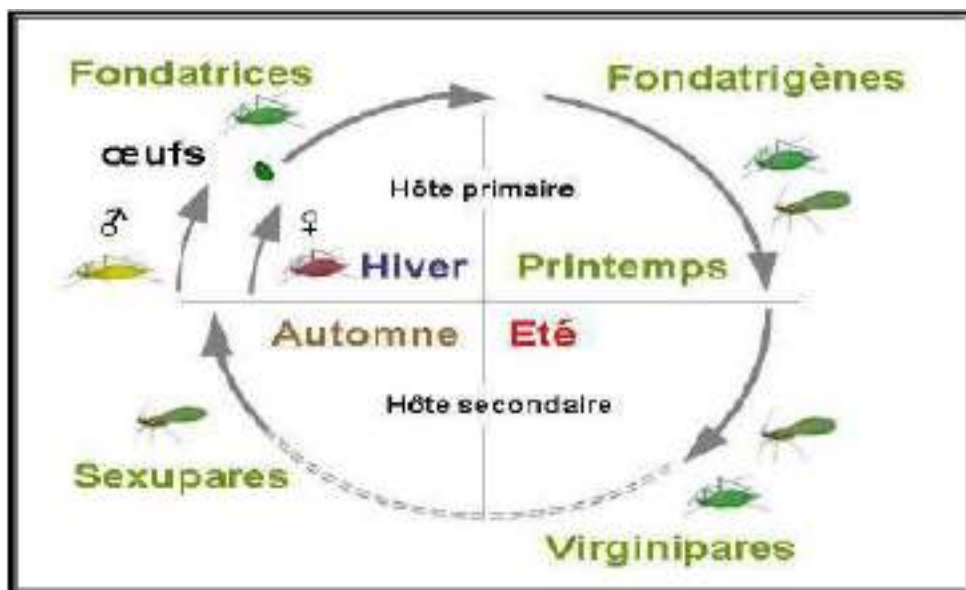 Fondatrices
Fondatrigènes
œufs
Hôte primaire
♂
♀
Hiver
Printemps
Automne
Eté
Hôte secondaire
Sexupares
Virginipares